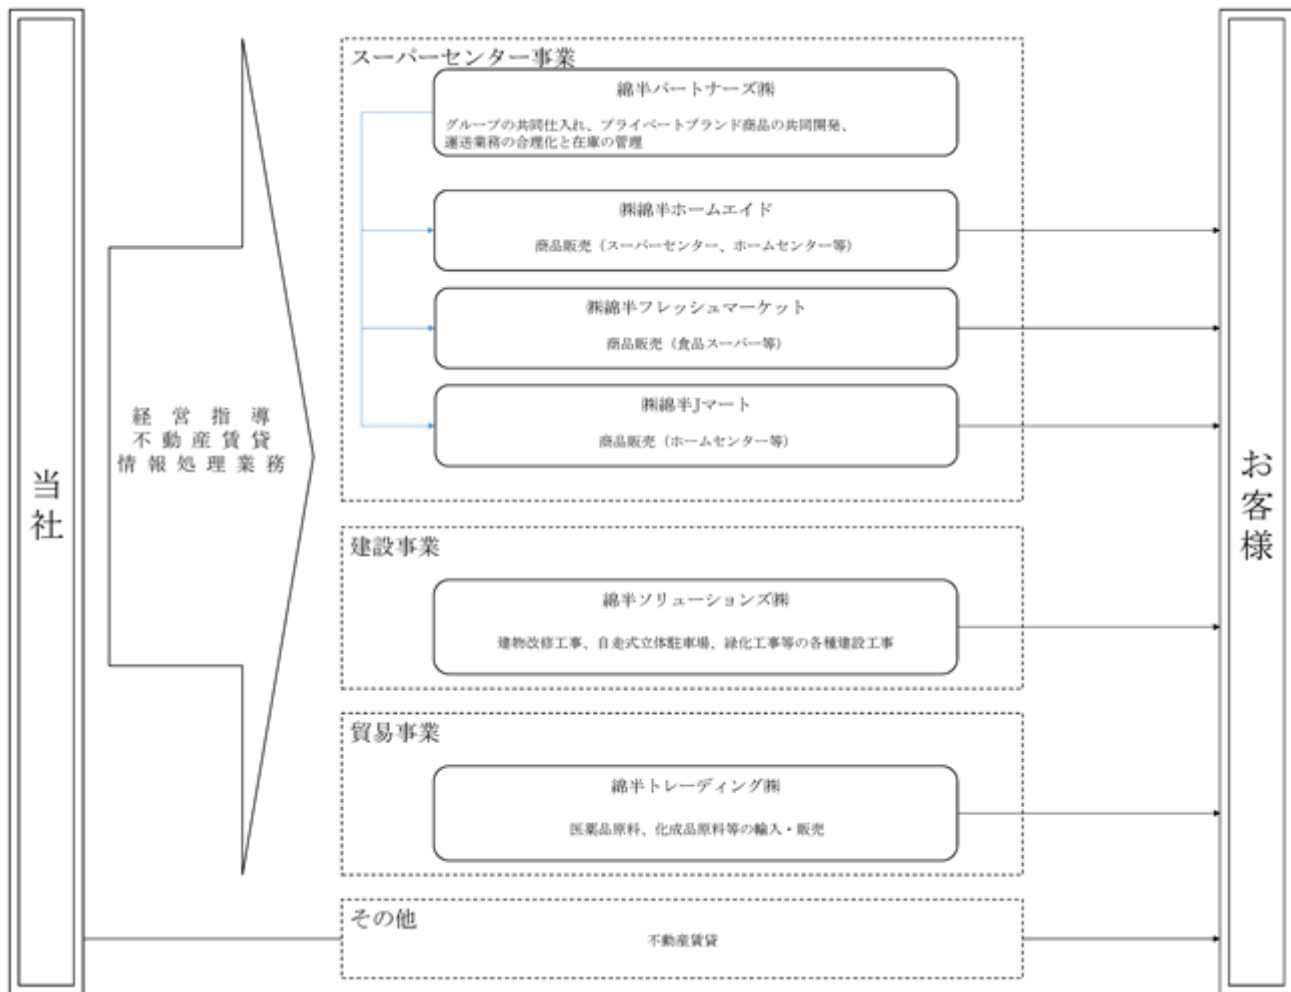 当社
経営指導
不動産賃貸
情報処理業務
スーパーセンター事業
綿半パートナーズ㈱
グループの共同仕入れ、プライベートブランド商品の共同開発、
運送業務の合理化と在庫の管理
㈱綿半ホームエイド
商品販売（スーパーセンター、ホームセンター等）
㈱綿半フレッシュマーケット
商品販売（食品スーパー等）
㈱綿半Jマート
商品販売（ホームセンター等）
建設事業
綿半ソリューションズ㈱
建物改修工事、自走式立体駐車場、緑化工事等の各種建設工事
貿易事業
綿半トレーディング㈱
医薬品原料、化成品原料等の輸入・販売
その他
不動産賃貸
お客様